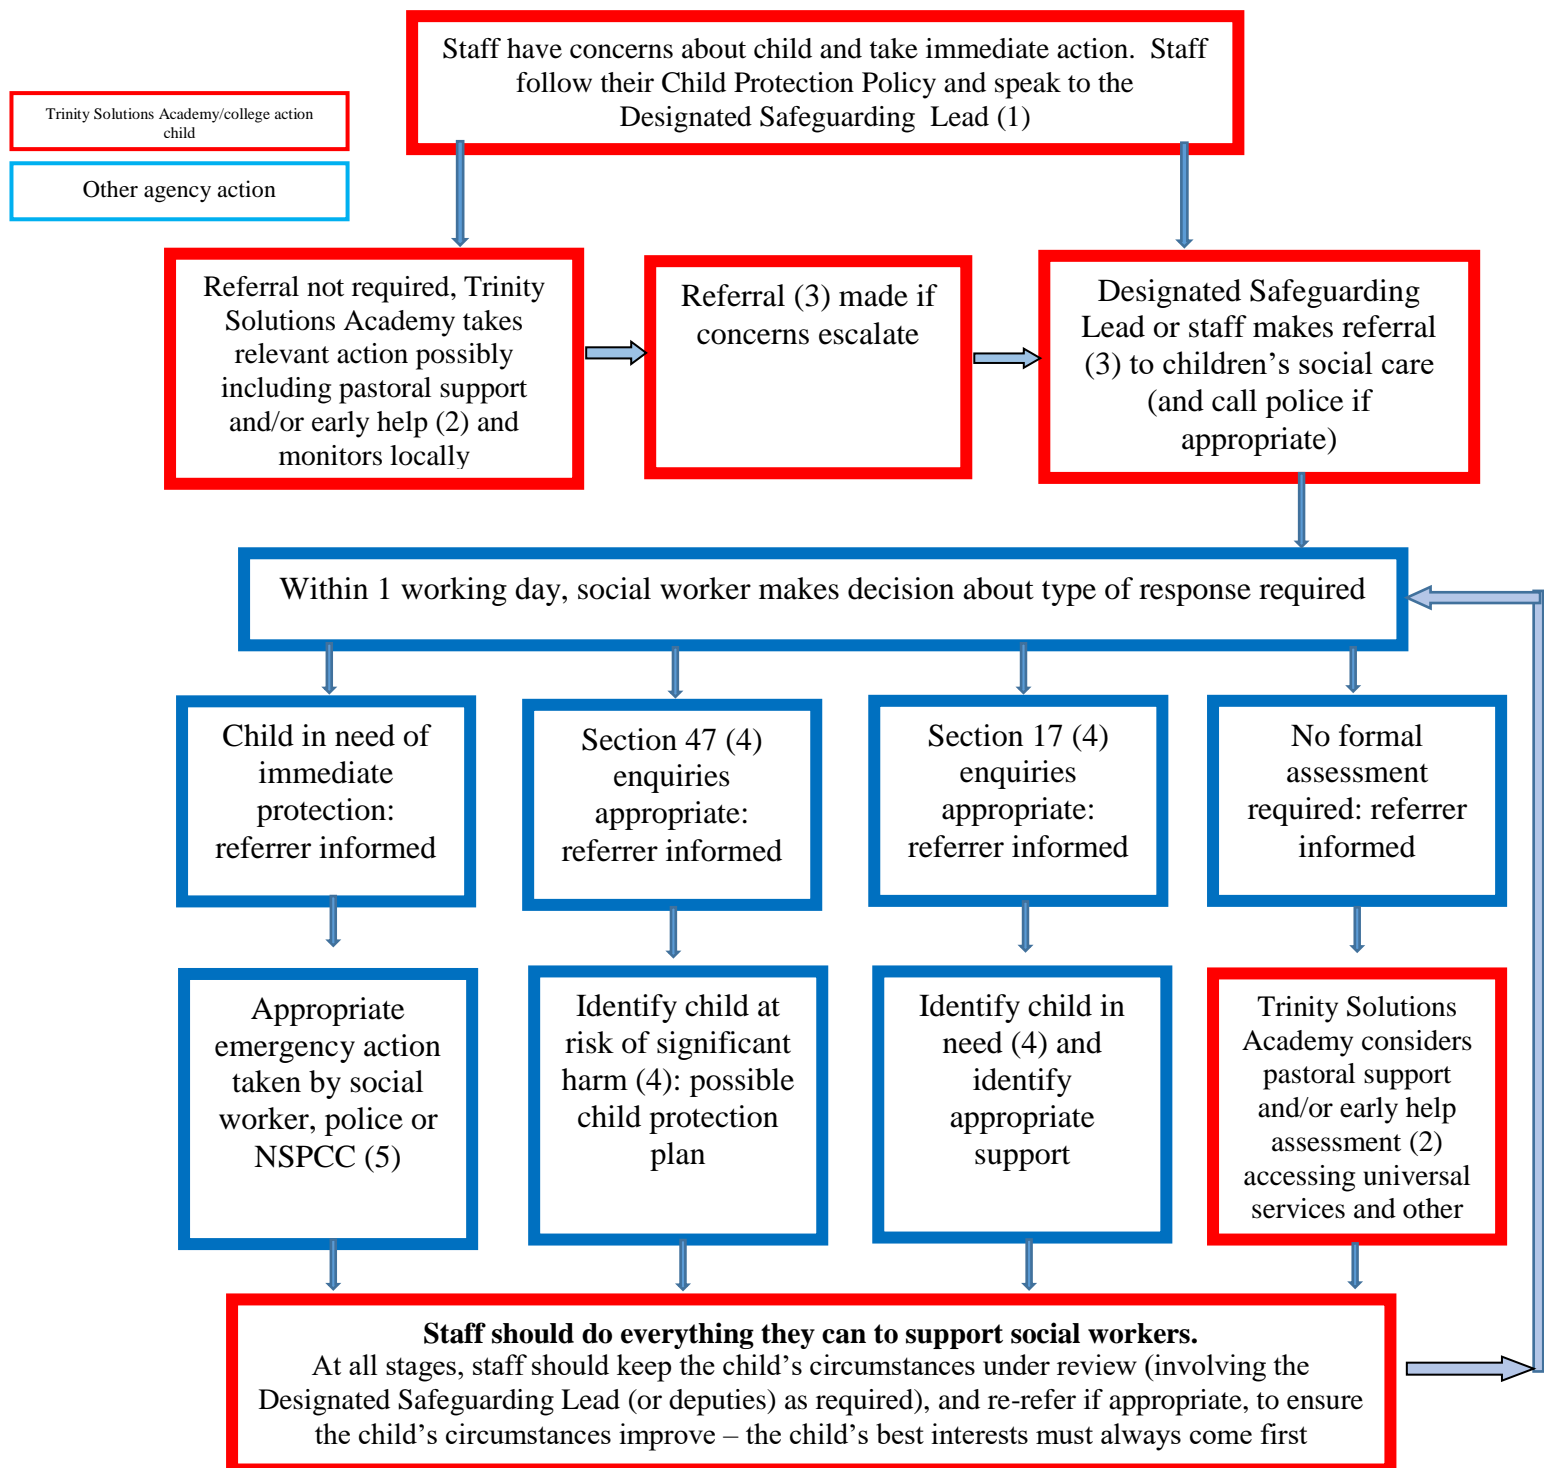 Staff have concerns about child and take immediate action.  Staff
follow their Child Protection Policy and speak to the
Designated Safeguarding  Lead (1)
Trinity Solutions Academy/college action
child
Other agency action
Referral not required, Trinity
Solutions Academy takes
relevant action possibly
including pastoral support
and/or early help (2) and
monitors locally
Referral (3) made if
concerns escalate
Designated Safeguarding
Lead or staff makes referral
(3) to children’s social care
(and call police if
appropriate)
Within 1 working day, social worker makes decision about type of response required
Child in need of
immediate
protection:
referrer informed
Section 47 (4)
enquiries
appropriate:
referrer informed
Section 17 (4)
enquiries
appropriate:
referrer informed
No formal
assessment
required: referrer
informed
Appropriate
emergency action
taken by social
worker, police or
NSPCC (5)
Identify child at
risk of significant
harm (4): possible
child protection
plan
Identify child in
need (4) and
identify
appropriate
support
Trinity Solutions
Academy considers
pastoral support
and/or early help
assessment (2)
accessing universal
services and other
Staff should do everything they can to support social workers.
At all stages, staff should keep the child’s circumstances under review (involving the
Designated Safeguarding Lead (or deputies) as required), and re-refer if appropriate, to ensure
the child’s circumstances improve – the child’s best interests must always come first